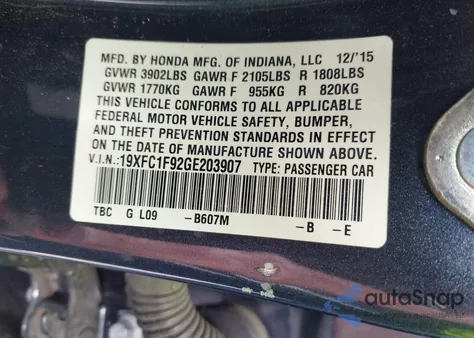 MFD. BY HONDA MFG. OF INDIANA, LLC 12/'15
GVWR 3902LBS GAWR F 2105LBS R 1808LBS
GVWR 1770KG GAWR F 955KG R 820KG
THIS VEHICLE CONFORMS TO ALL APPLICABLE
FEDERAL MOTOR VEHICLE SAFETY, BUMPER,
AND THEFT PREVENTION STANDARDS IN EFFECT
ON THE DATE OF MANUFACTURE SHOWN ABOVE.
V.I.N.:19XFC1F92GE203907 TYPE: PASSENGER CAR
TBC G L09 -B607M -B -E
autoSnap